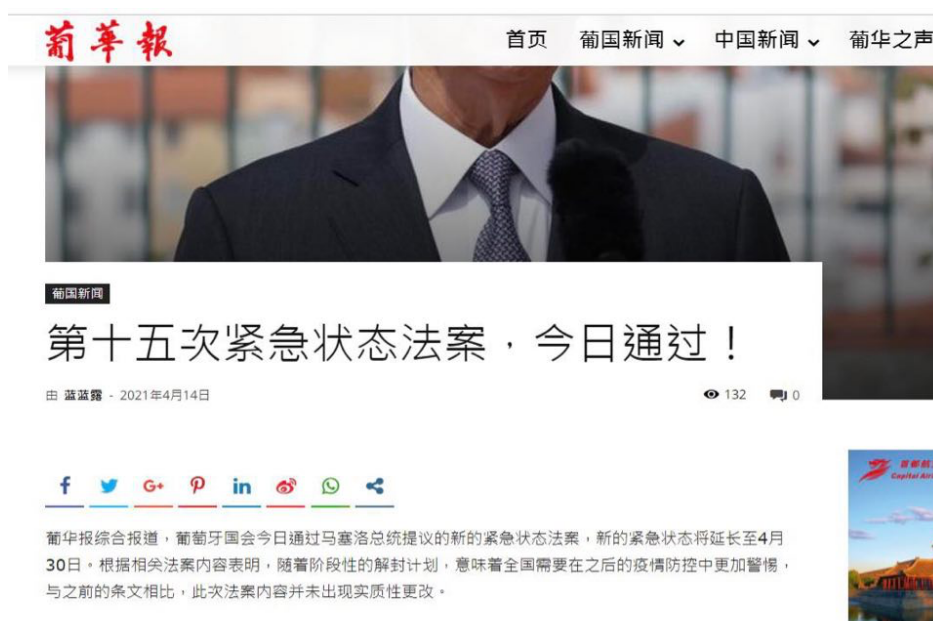 葡華報
首页 葡国新闻 中国新闻 葡华之声
葡国新闻
第十五次紧急状态法案，今日通过！
由 蓝蓝露 - 2021年4月14日 132 0
葡华报综合报道，葡萄牙国会今日通过马塞洛总统提议的新的紧急状态法案，新的紧急状态将延长至4月
30日。根据相关法案内容表明，随着阶段性的解封计划，意味着全国需要在之后的疫情防控中更加警惕，
与之前的条文相比，此次法案内容并未出现实质性更改。
首都航
Capital Air